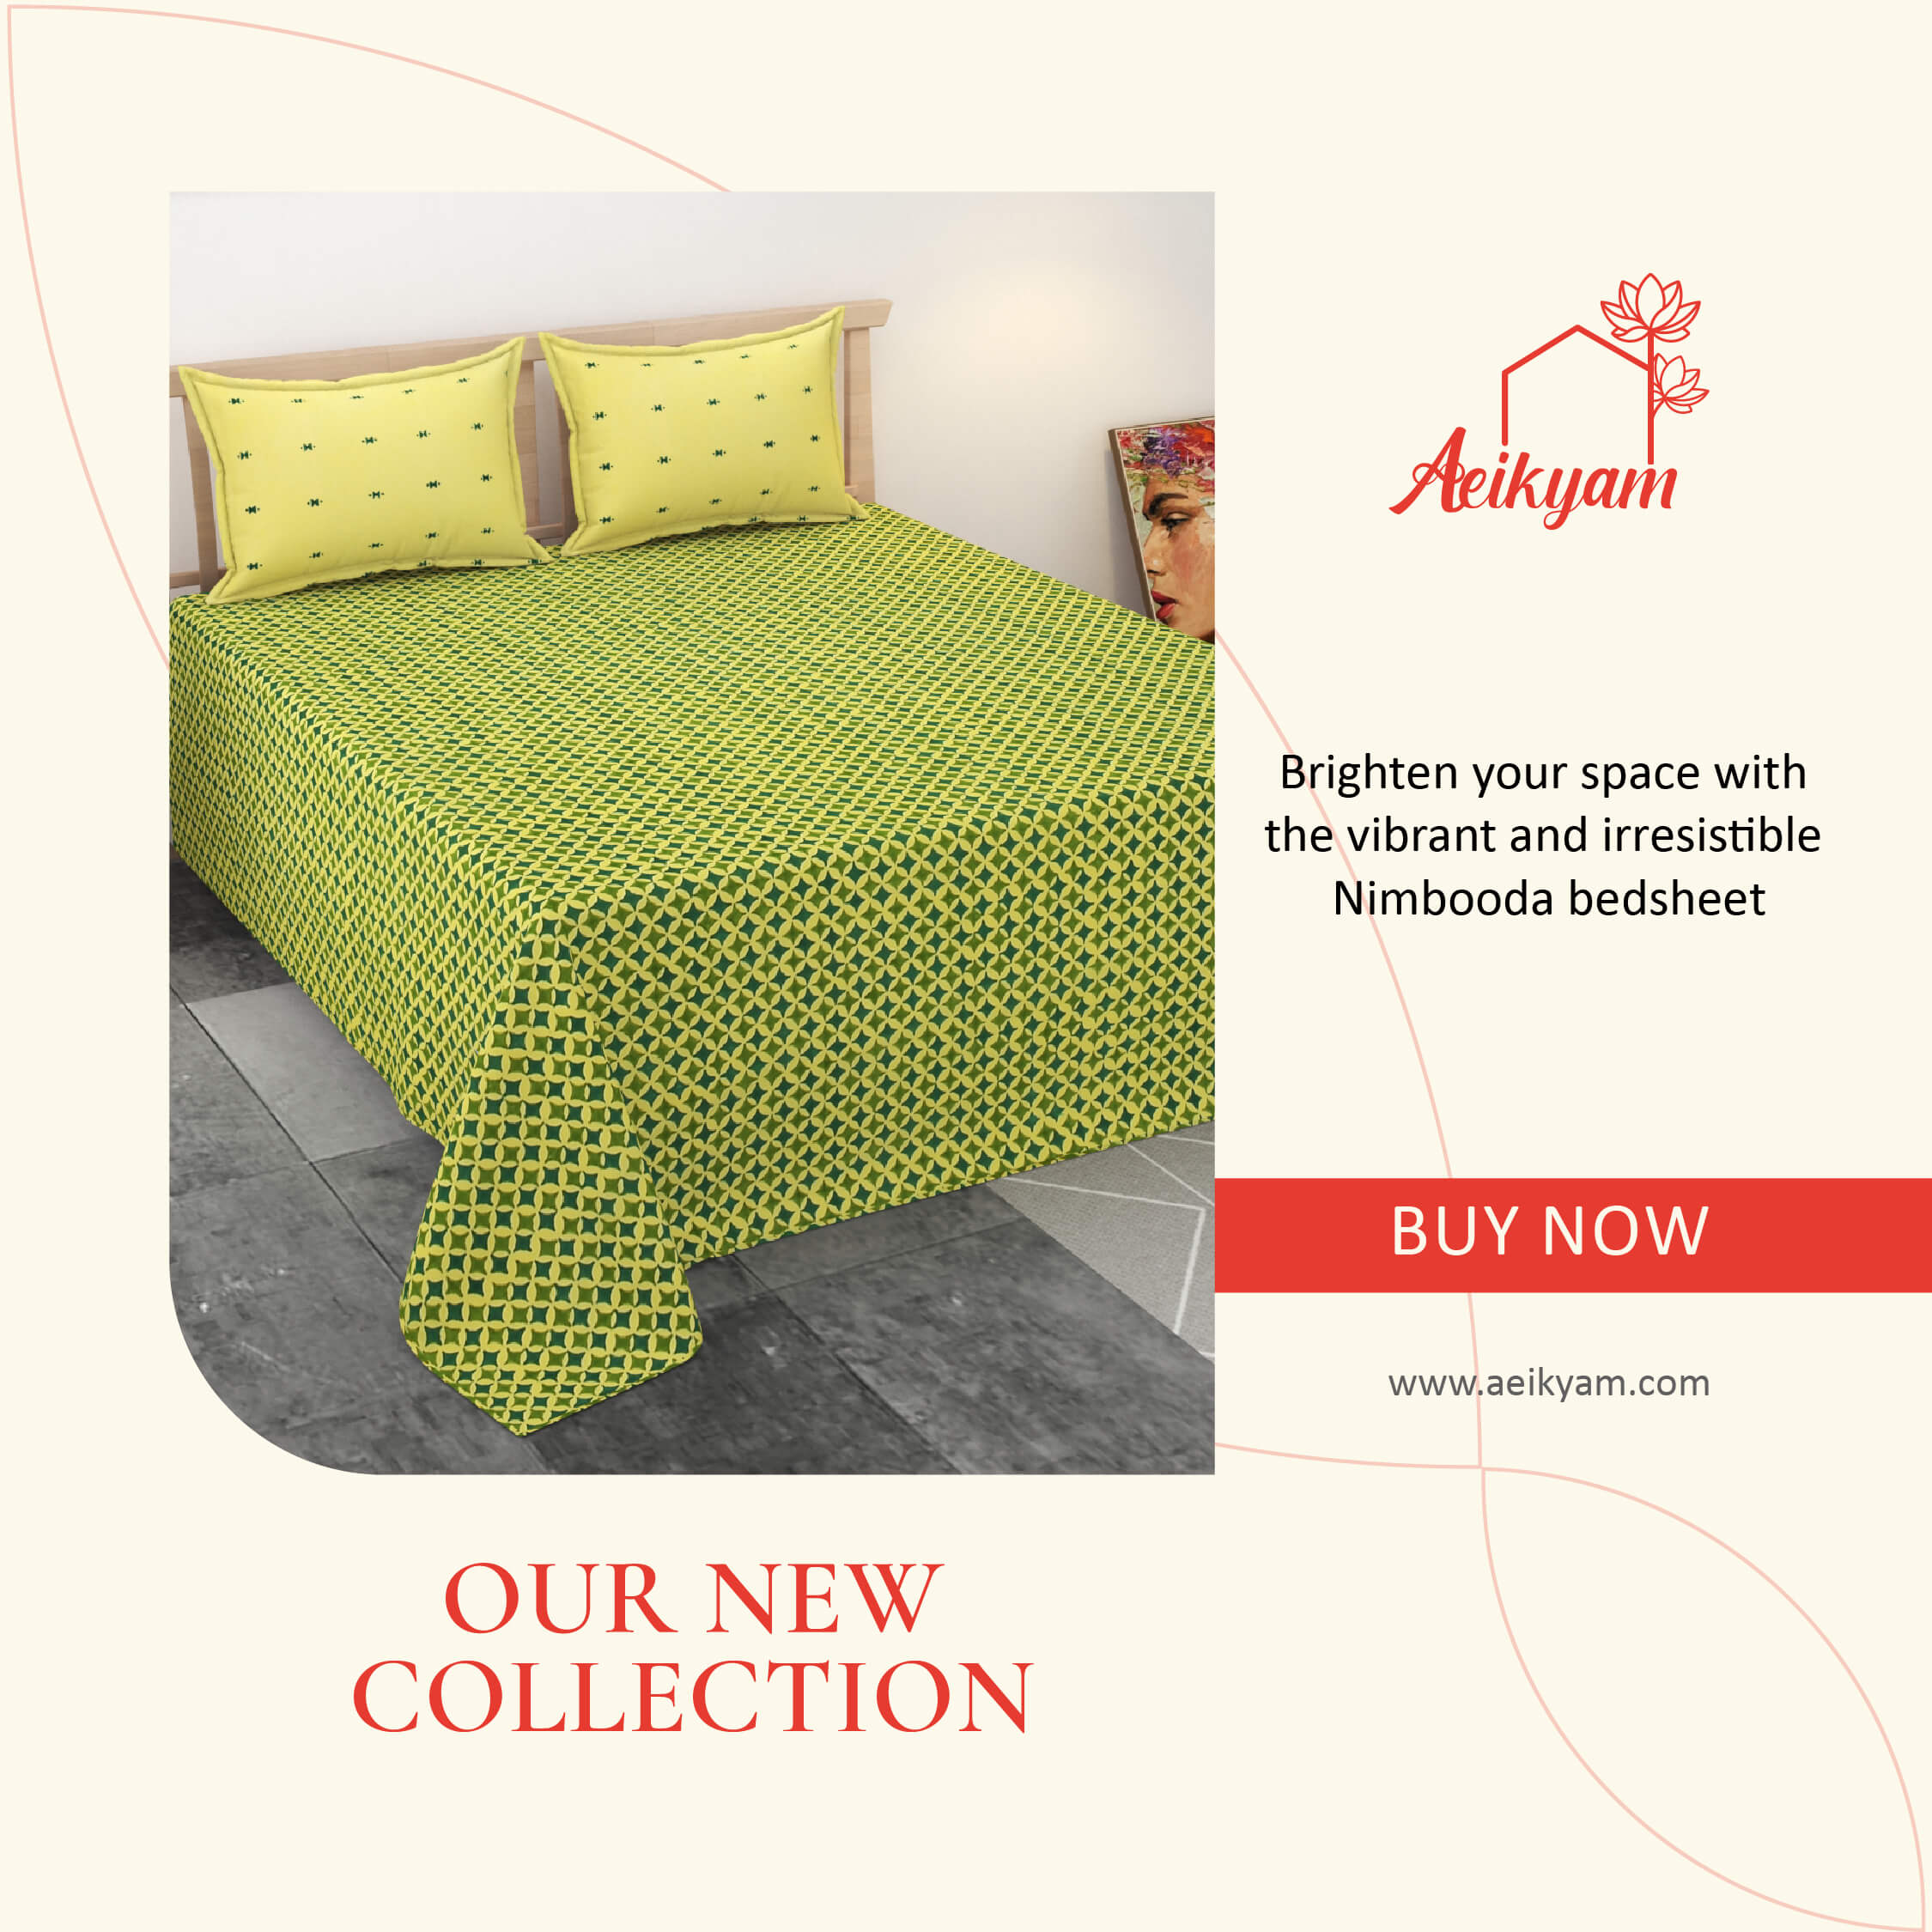 Aeikyam
Brighten your space with
the vibrant and irresistible
Nimbooda bedsheet
BUY NOW
www.aeikyam.com
OUR NEW
COLLECTION